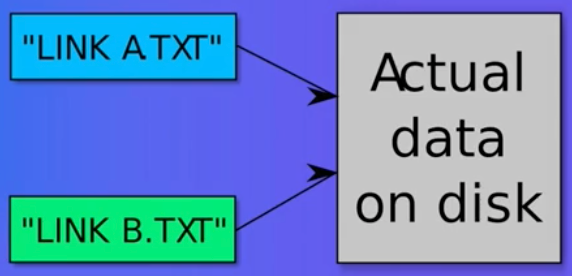 "LINK A.TXT"
Actual
data
on disk
"LINK B.TXT"